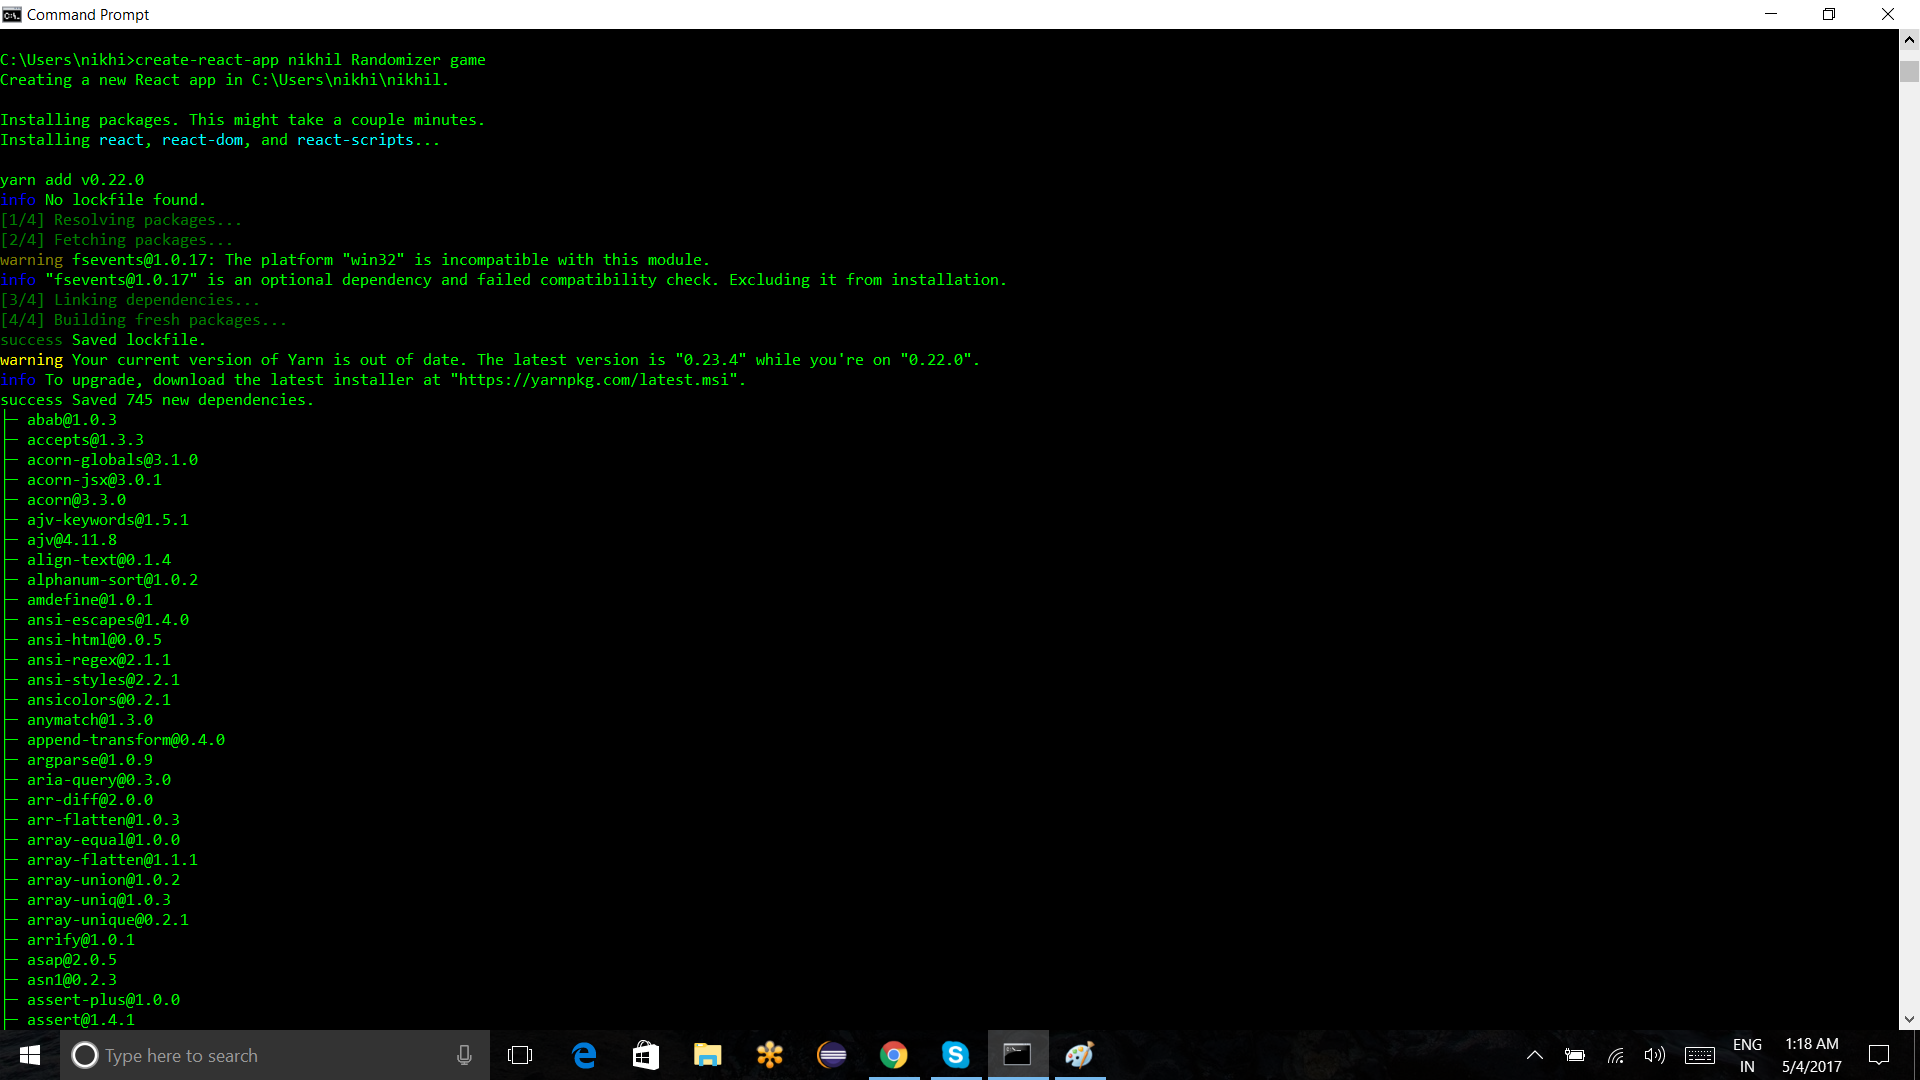 Command Prompt
C:\Users\nikhi>create-react-app nikhil Randomizer game
Creating a new React app in C:\Users\nikhi\nikhil.
Installing packages. This might take a couple minutes.
Installing react, react-dom, and react-scripts...
yarn add v0.22.0
info No lockfile found.
[1/4] Resolving packages...
[2/4] Fetching packages...
warning fsevents@1.0.17: The platform "win32" is incompatible with this module.
info "fsevents@1.0.17" is an optional dependency and failed compatibility check. Excluding it from installation.
[3/4] Linking dependencies...
[4/4] Building fresh packages...
success Saved lockfile.
warning Your current version of Yarn is out of date. The latest version is "0.23.4" while you're on "0.22.0".
info To upgrade, download the latest installer at "https://yarnpkg.com/latest.msi".
success Saved 745 new dependencies.
├─ abab@1.0.3
├─ accepts@1.3.3
├─ acorn-globals@3.1.0
├─ acorn-jsx@3.0.1
├─ acorn@3.3.0
├─ ajv-keywords@1.5.1
├─ ajv@4.11.8
├─ align-text@0.1.4
├─ alphanum-sort@1.0.2
├─ amdefine@1.0.1
├─ ansi-escapes@1.4.0
├─ ansi-html@0.0.5
├─ ansi-regex@2.1.1
├─ ansi-styles@2.2.1
├─ ansicolors@0.2.1
├─ anymatch@1.3.0
├─ append-transform@0.4.0
├─ argparse@1.0.9
├─ aria-query@0.3.0
├─ arr-diff@2.0.0
├─ arr-flatten@1.0.3
├─ array-equal@1.0.0
├─ array-flatten@1.1.1
├─ array-union@1.0.2
├─ array-uniq@1.0.3
├─ array-unique@0.2.1
├─ arrify@1.0.1
├─ asap@2.0.5
├─ asn1@0.2.3
├─ assert-plus@1.0.0
├─ assert@1.4.1
Type here to search
ENG
IN
1:18 AM
5/4/2017